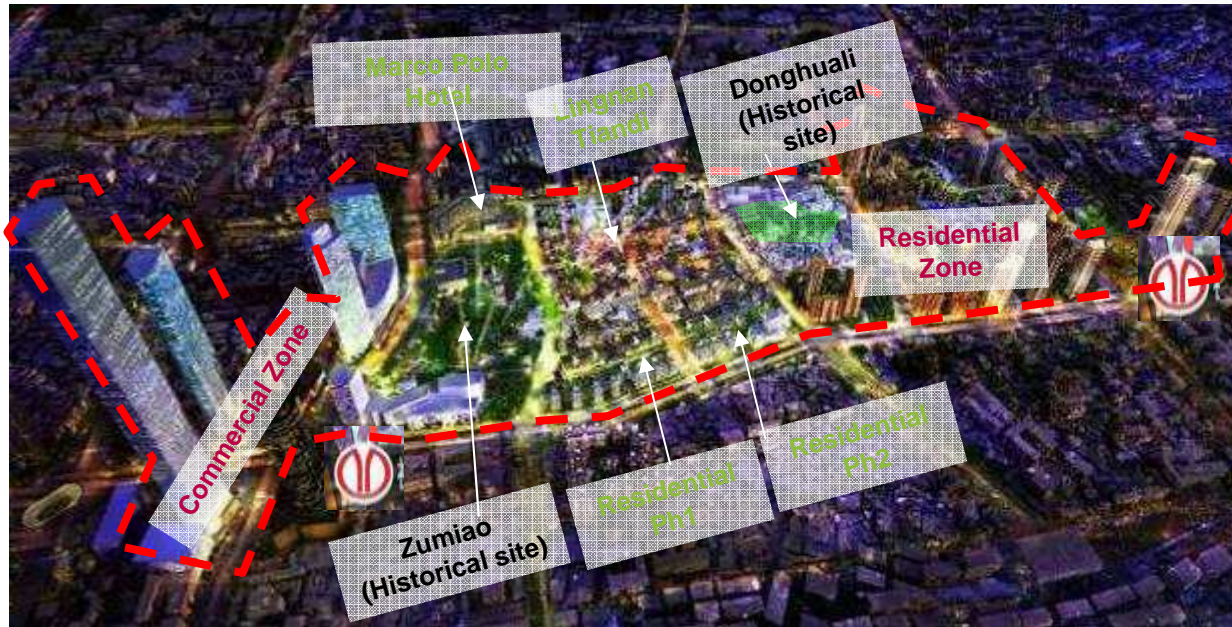 Marco Polo
Hotel
Lingnan
Tiandi
Donghuali
(Historical
site)
Residential
Zone
Commercial Zone
Zumiao
(Historical site)
Residential
Ph1
Residential
Ph2